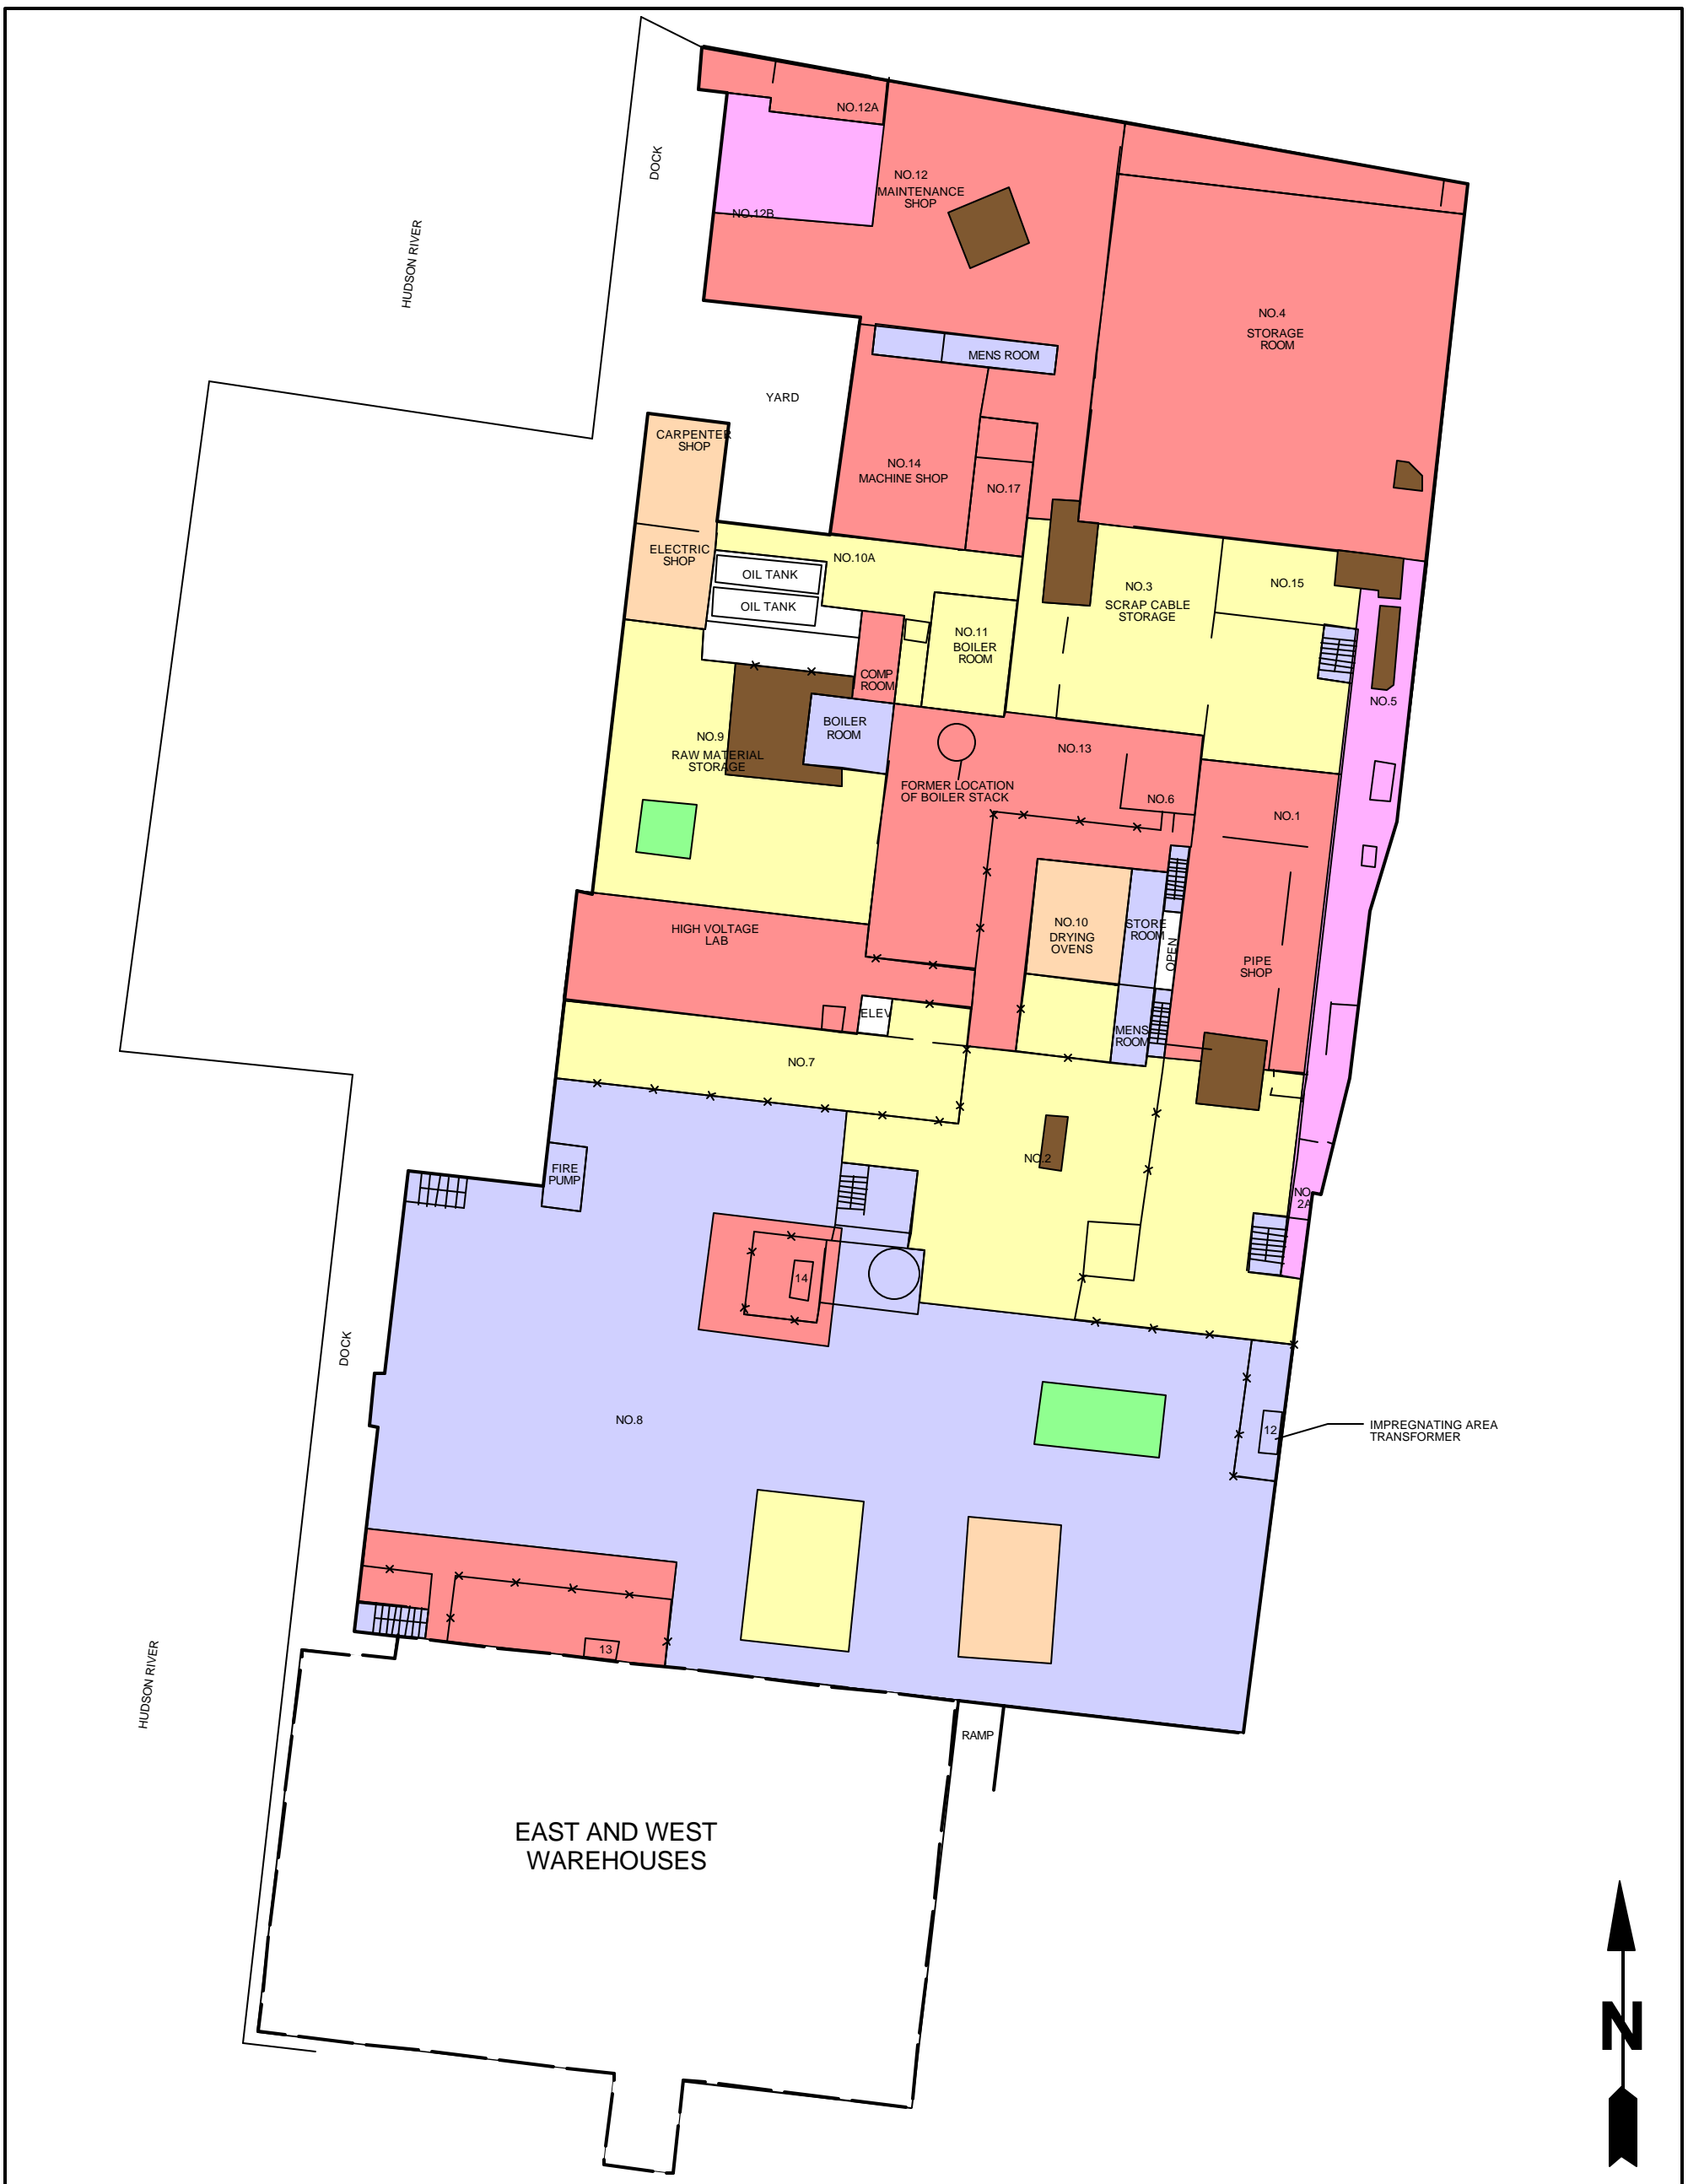 NO.12A
DOCK
NO.12
MAINTENANCE
SHOP
NO.12B
HUDSON RIVER
NO.4
STORAGE
ROOM
MENS ROOM
YARD
CARPENTER
SHOP
NO.14
MACHINE SHOP
NO.17
ELECTRIC
SHOP
NO.10A
OIL TANK
OIL TANK
NO.3
SCRAP CABLE
STORAGE
NO.15
NO.11
BOILER
ROOM
COMP
ROOM
NO.5
BOILER
ROOM
NO.9
RAW MATERIAL
STORAGE
NO.13
FORMER LOCATION
OF BOILER STACK
NO.6
NO.1
HIGH VOLTAGE
LAB
NO.10
DRYING
OVENS
STORE
ROOM
OPEN
PIPE
SHOP
ELEV
MENS
ROOM
NO.7
NO.2
FIRE
PUMP
NO.
2A
14
DOCK
NO.8
12
IMPREGNATING AREA
TRANSFORMER
13
HUDSON RIVER
RAMP
EAST AND WEST
WAREHOUSES
N